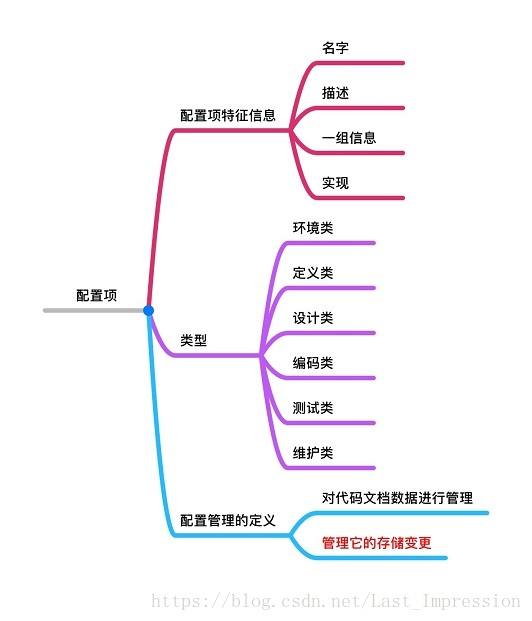 配置项
配置项特征信息
名字
描述
一组信息
实现
类型
环境类
定义类
设计类
编码类
测试类
维护类
配置管理的定义
对代码文档数据进行管理
管理它的存储变更
https://blog.csdn.net/Last_Impression